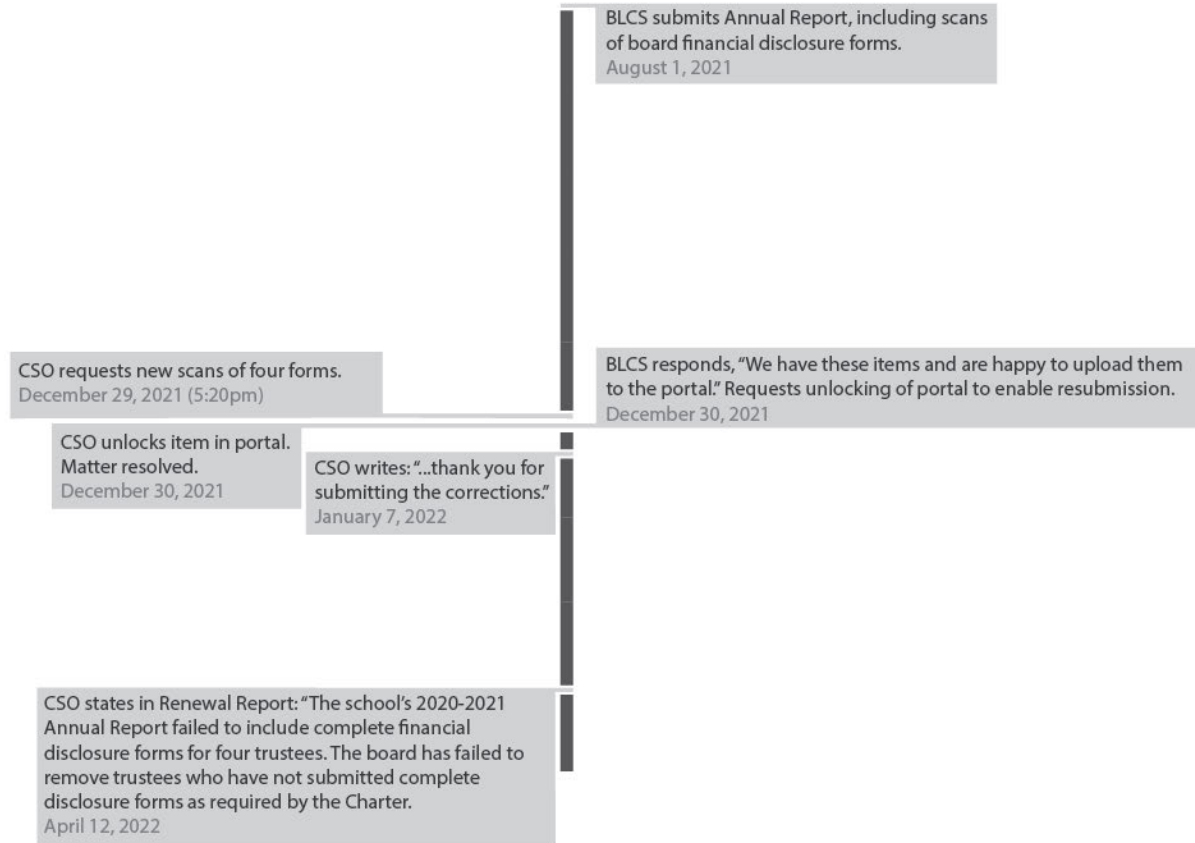 BLCS submits Annual Report, including scans
of board financial disclosure forms.
August 1, 2021
CSO requests new scans of four forms.
December 29, 2021 (5:20pm)
BLCS responds, “We have these items and are happy to upload them
to the portal.” Requests unlocking of portal to enable resubmission.
December 30, 2021
CSO unlocks item in portal.
Matter resolved.
December 30, 2021
CSO writes: “...thank you for
submitting the corrections.”
January 7, 2022
CSO states in Renewal Report: “The school’s 2020-2021
Annual Report failed to include complete financial
disclosure forms for four trustees. The board has failed to
remove trustees who have not submitted complete
disclosure forms as required by the Charter.
April 12, 2022